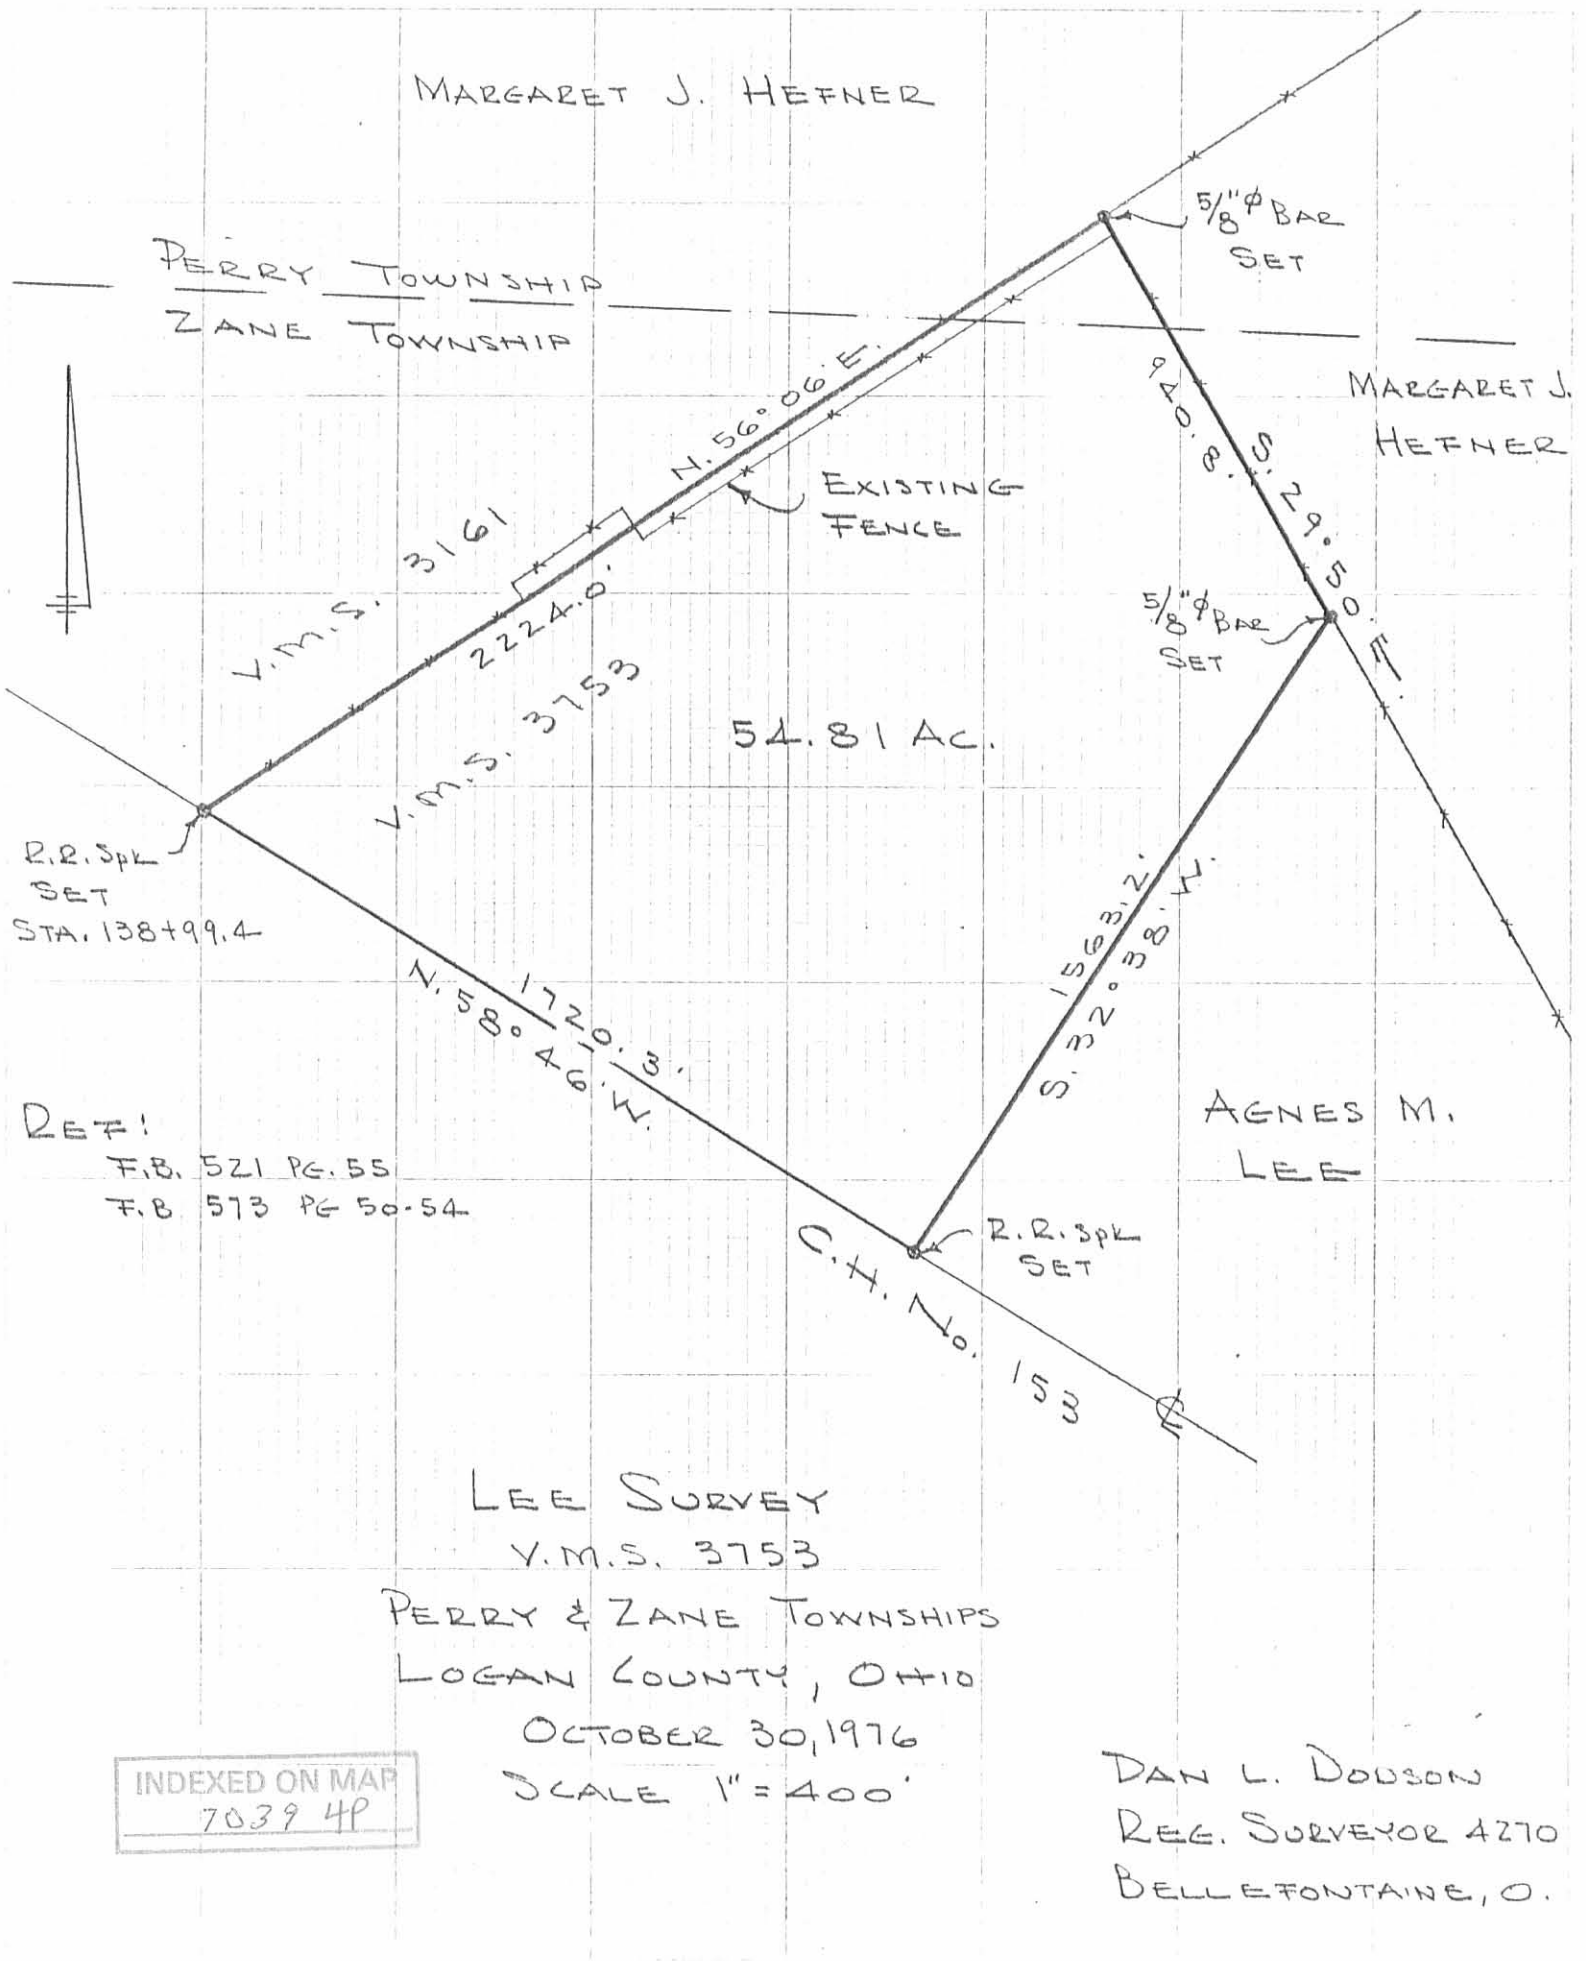 MARGARET J. HEFNER
5/8"ϕ BAR
SET
PERRY TOWNSHIP
ZANE TOWNSHIP
MARGARET J.
HEFNER
N. 56° 06' E.
2224.0'
940.8'
S. 29° 50' E.
EXISTING
FENCE
V.M.S. 3161
V.M.S. 3753
5/8"ϕ BAR
SET
54.81 AC.
R.R. Spk
SET
STA. 138+99.4
1563.2'
S. 32° 38' W.
1720.3'
N. 58° 46' W.
REF:
F.B. 521 PG. 55
F.B 573 PG 50-54
AGNES M.
LEE
R.R. Spk
SET
C.H. No. 153
℄
LEE SURVEY
V.M.S. 3753
PERRY & ZANE TOWNSHIPS
LOGAN COUNTY, OHIO
OCTOBER 30, 1976
SCALE 1" = 400'
INDEXED ON MAP
7039 4P
DAN L. DODSON
REG. SURVEYOR 4270
BELLEFONTAINE, O.